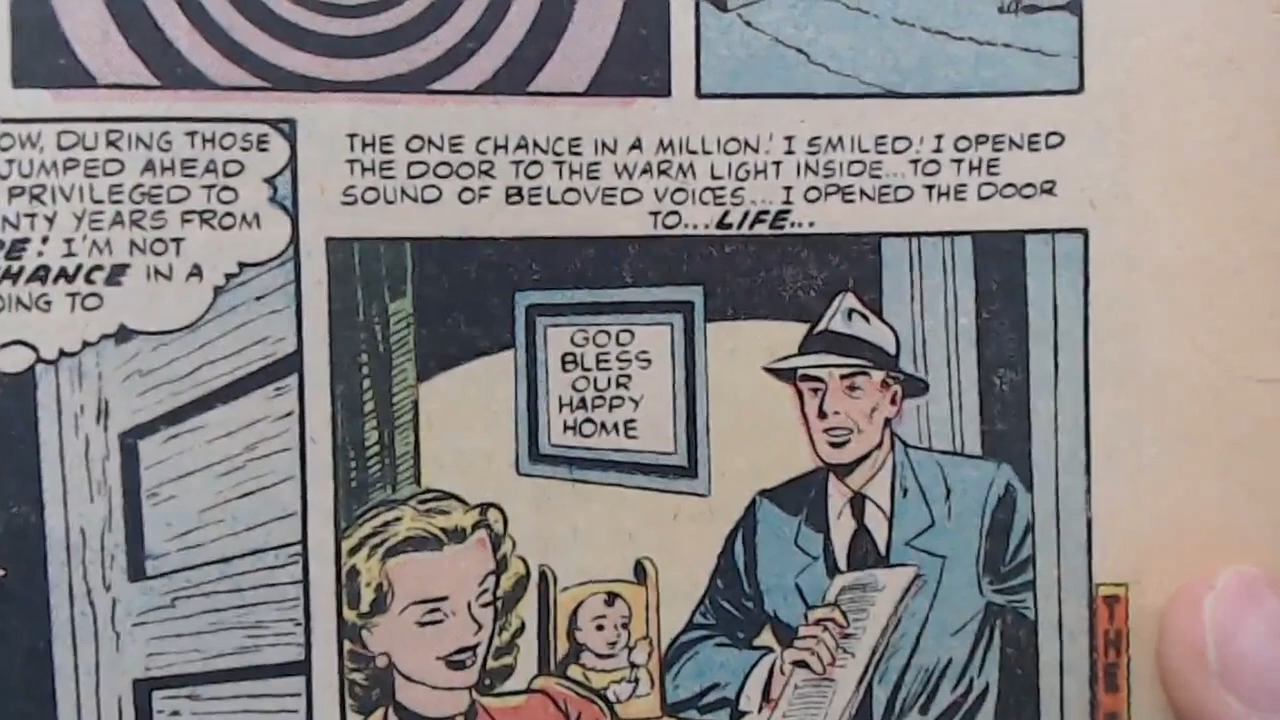 OW, DURING THOSE
JUMPED AHEAD
PRIVILEGED TO
NTY YEARS FROM
PE! I'M NOT
HANCE IN A
OING TO
THE ONE CHANCE IN A MILLION! I SMILED! I OPENED
THE DOOR TO THE WARM LIGHT INSIDE...TO THE
SOUND OF BELOVED VOICES... I OPENED THE DOOR
TO...LIFE...
GOD
BLESS
OUR
HAPPY
HOME
THE